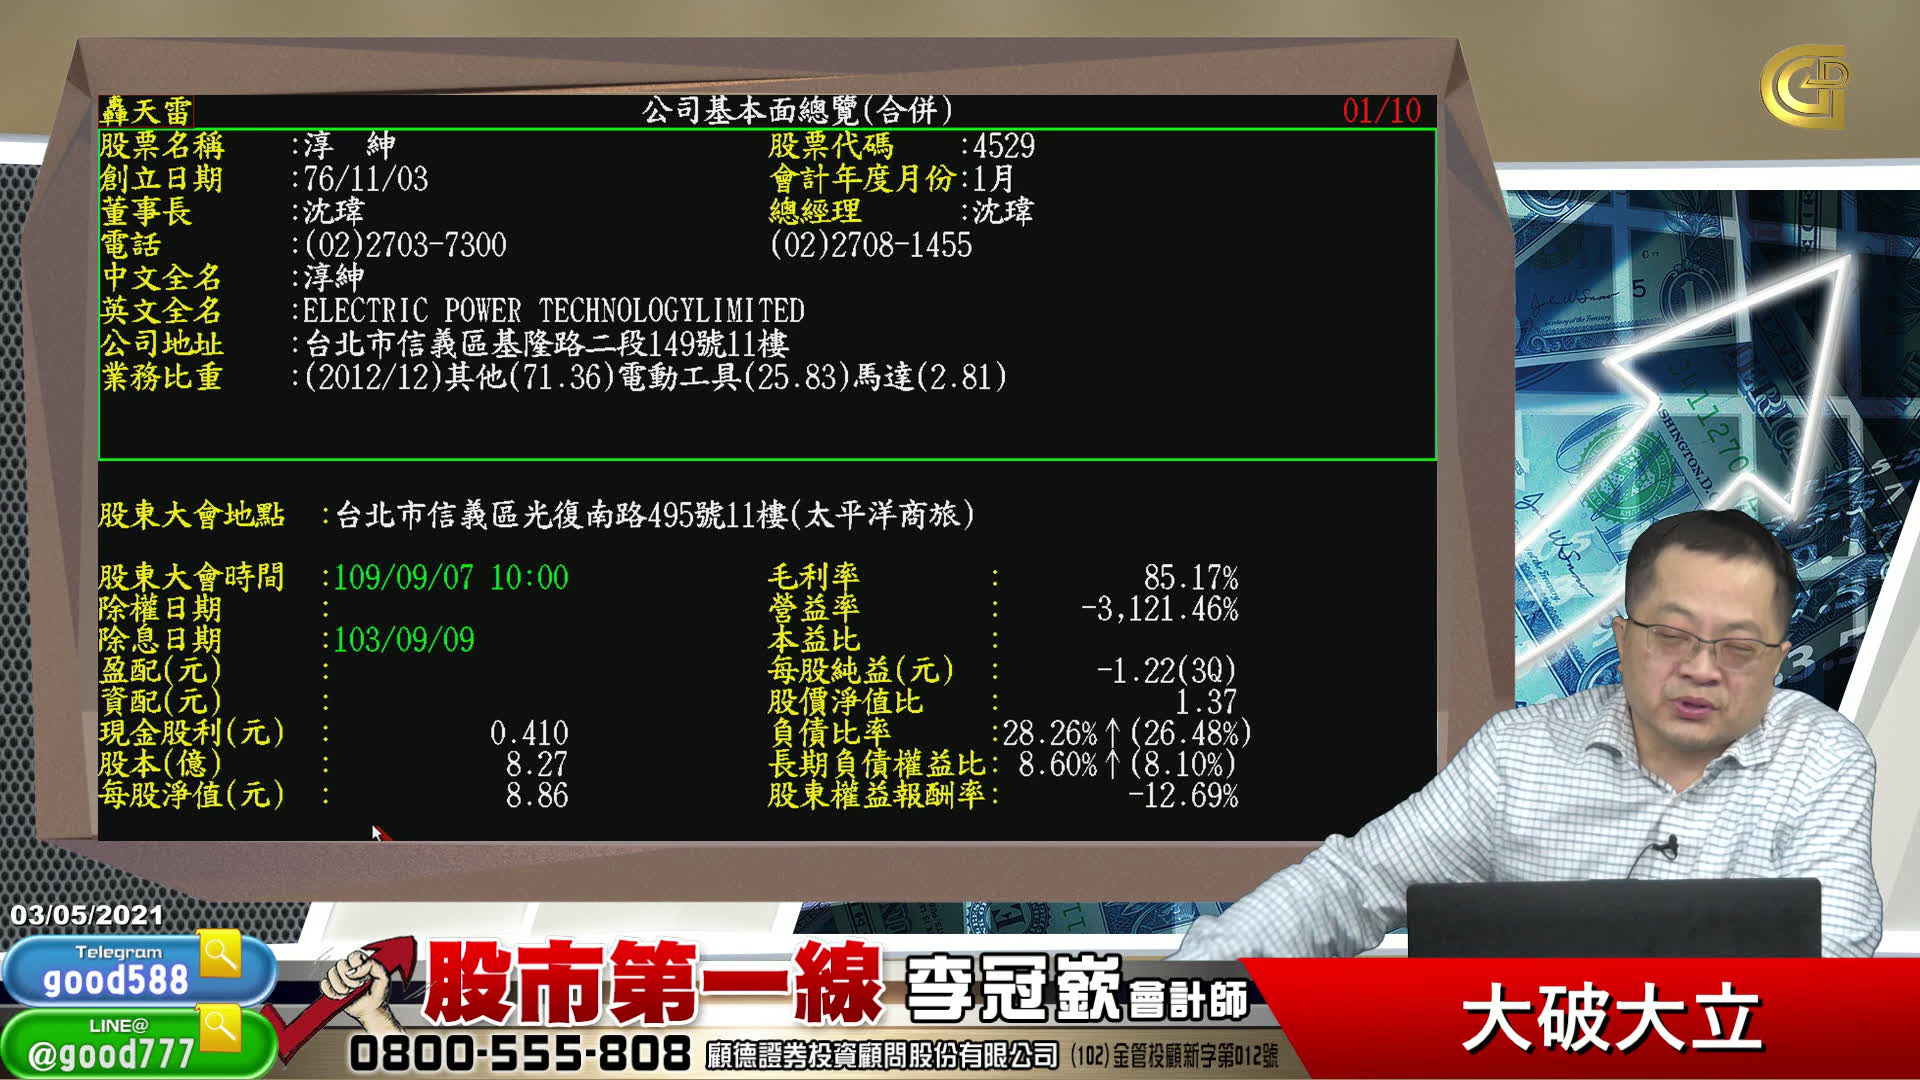 轟天雷 公司基本面總覽(合併) 01/10
股票名稱 :淳 紳 股票代碼 :4529
創立日期 :76/11/03 會計年度月份:1月
董事長 :沈瑋 總經理 :沈瑋
電話 :(02)2703-7300 (02)2708-1455
中文全名 :淳紳
英文全名 :ELECTRIC POWER TECHNOLOGYLIMITED
公司地址 :台北市信義區基隆路二段149號11樓
業務比重 :(2012/12)其他(71.36)電動工具(25.83)馬達(2.81)
股東大會地點 :台北市信義區光復南路495號11樓(太平洋商旅)
股東大會時間 :109/09/07 10:00 毛利率 : 85.17%
除權日期 : 營益率 : -3,121.46%
除息日期 :103/09/09 本益比 :
盈配(元) : 每股純益(元) : -1.22(3Q)
資配(元) : 股價淨值比 1.37
現金股利(元) : 0.410 負債比率 :28.26%↑(26.48%)
股本(億) : 8.27 長期負債權益比: 8.60%↑(8.10%)
每股淨值(元) : 8.86 股東權益報酬率: -12.69%
03/05/2021
Telegram
good588
LINE@
@good777
股市第一線 李冠嶔會計師
0800-555-808 顧德證券投資顧問股份有限公司 (102)金管投顧新字第012號
大破大立